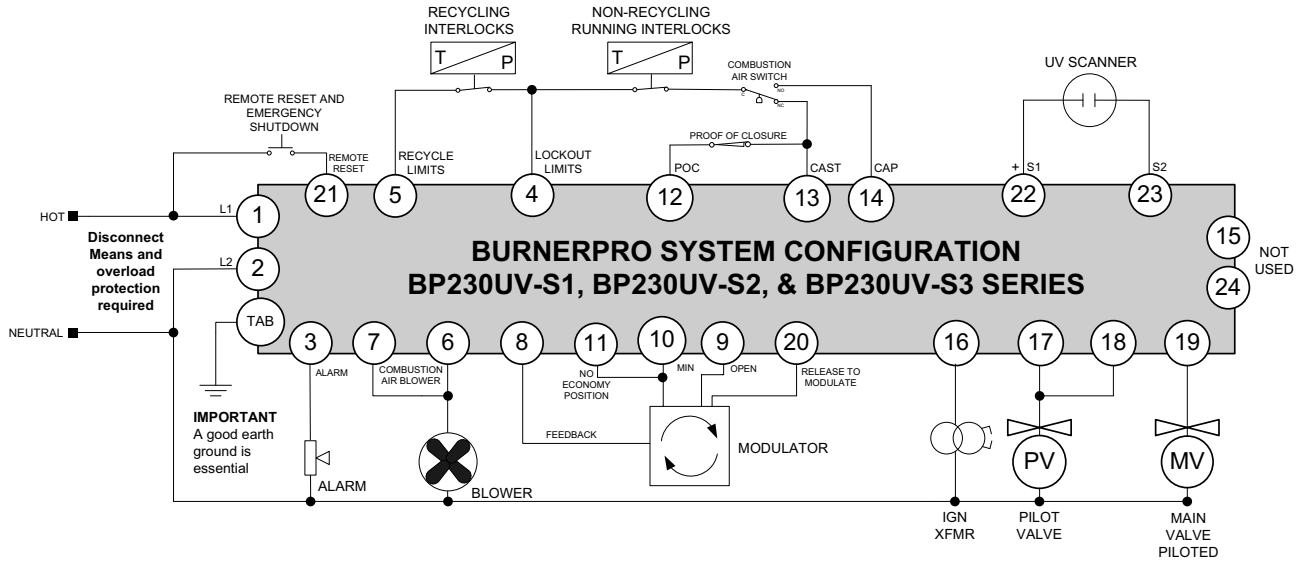 RECYCLING
INTERLOCKS
NON-RECYCLING
RUNNING INTERLOCKS
T
P
T
P
COMBUSTION
AIR SWITCH
NO
C
NC
UV SCANNER
REMOTE RESET AND
EMERGENCY
SHUTDOWN
PROOF OF CLOSURE
REMOTE
RESET
RECYCLE
LIMITS
LOCKOUT
LIMITS
POC
CAST
CAP
+ S1
S2
21
5
4
12
13
14
22
23
HOT
L1
1
Disconnect
Means and
overload
protection
required
L2
2
NEUTRAL
TAB
BURNERPRO SYSTEM CONFIGURATION
BP230UV-S1, BP230UV-S2, & BP230UV-S3 SERIES
15
24
NOT
USED
3
7
6
8
11
10
9
20
16
17
18
19
ALARM
COMBUSTION
AIR BLOWER
NO
ECONOMY
POSITION
MIN
OPEN
RELEASE TO
MODULATE
IMPORTANT
A good earth
ground is
essential
FEEDBACK
MODULATOR
PV
MV
ALARM
BLOWER
IGN
XFMR
PILOT
VALVE
MAIN
VALVE
PILOTED